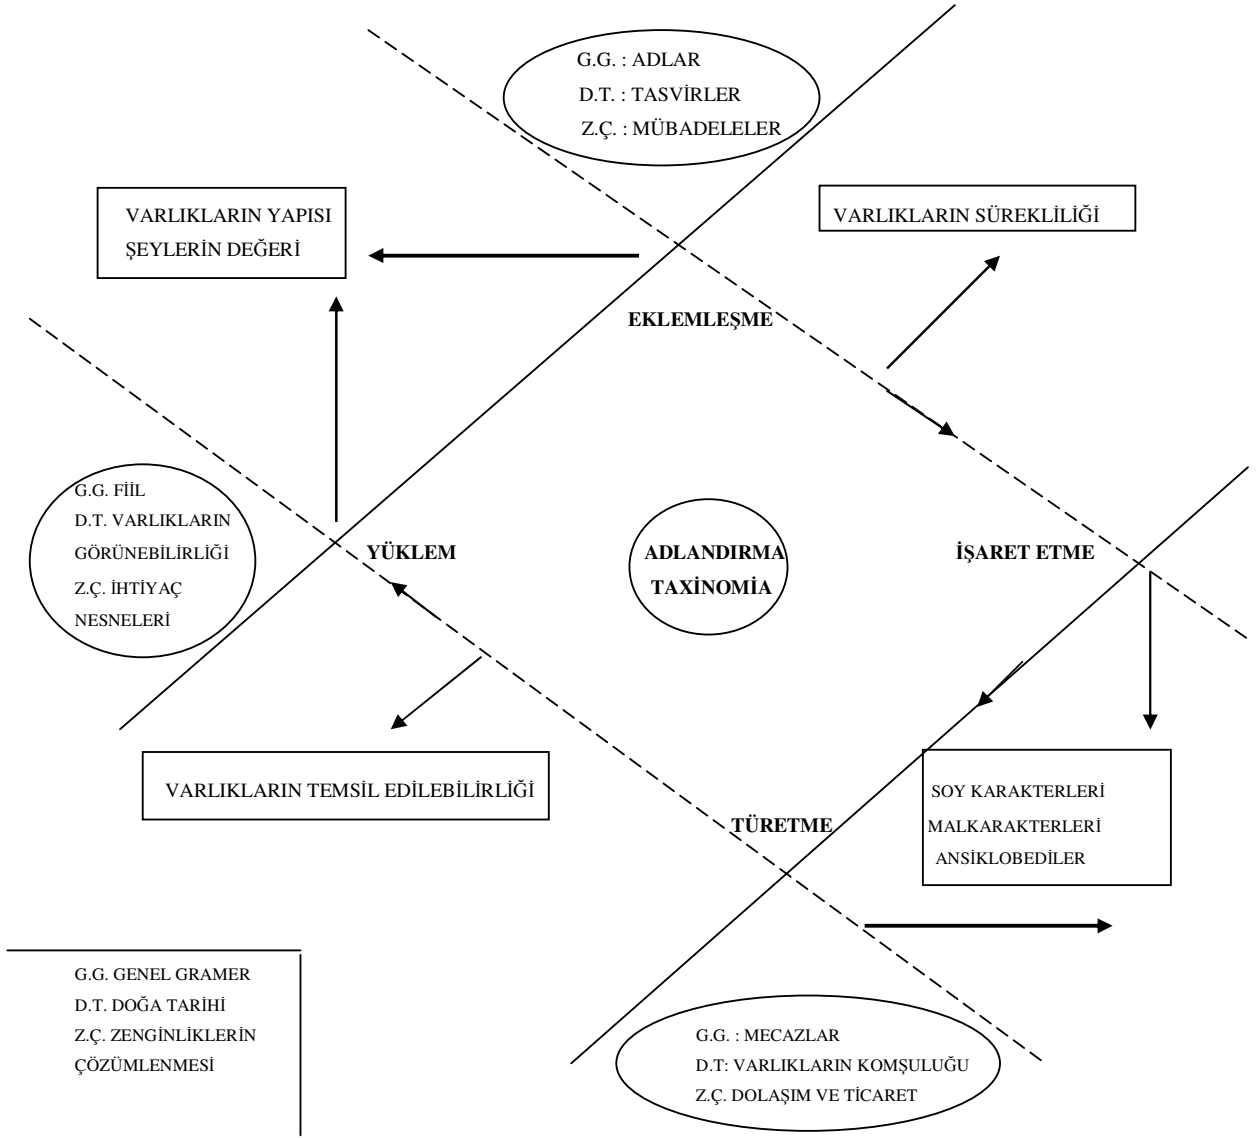 G.G. : ADLAR
D.T. : TASVİRLER
Z.Ç. : MÜBADELELER
VARLIKLARIN YAPISI
ŞEYLERİN DEĞERİ
VARLIKLARIN SÜREKLİLİĞİ
EKLEMLEŞME
G.G. FİİL
D.T. VARLIKLARIN
GÖRÜNEBİLİRLİĞİ
Z.Ç. İHTİYAÇ
NESNELERİ
YÜKLEM
ADLANDIRMA
TAXİNOMİA
İŞARET ETME
VARLIKLARIN TEMSİL EDİLEBİLİRLİĞİ
TÜRETME
SOY KARAKTERLERİ
MALKARAKTERLERİ
ANSİKLOBEDİLER
G.G. GENEL GRAMER
D.T. DOĞA TARİHİ
Z.Ç. ZENGİNLİKLERİN
ÇÖZÜMLENMESİ
G.G. : MECAZLAR
D.T: VARLIKLARIN KOMŞULUĞU
Z.Ç. DOLAŞIM VE TİCARET